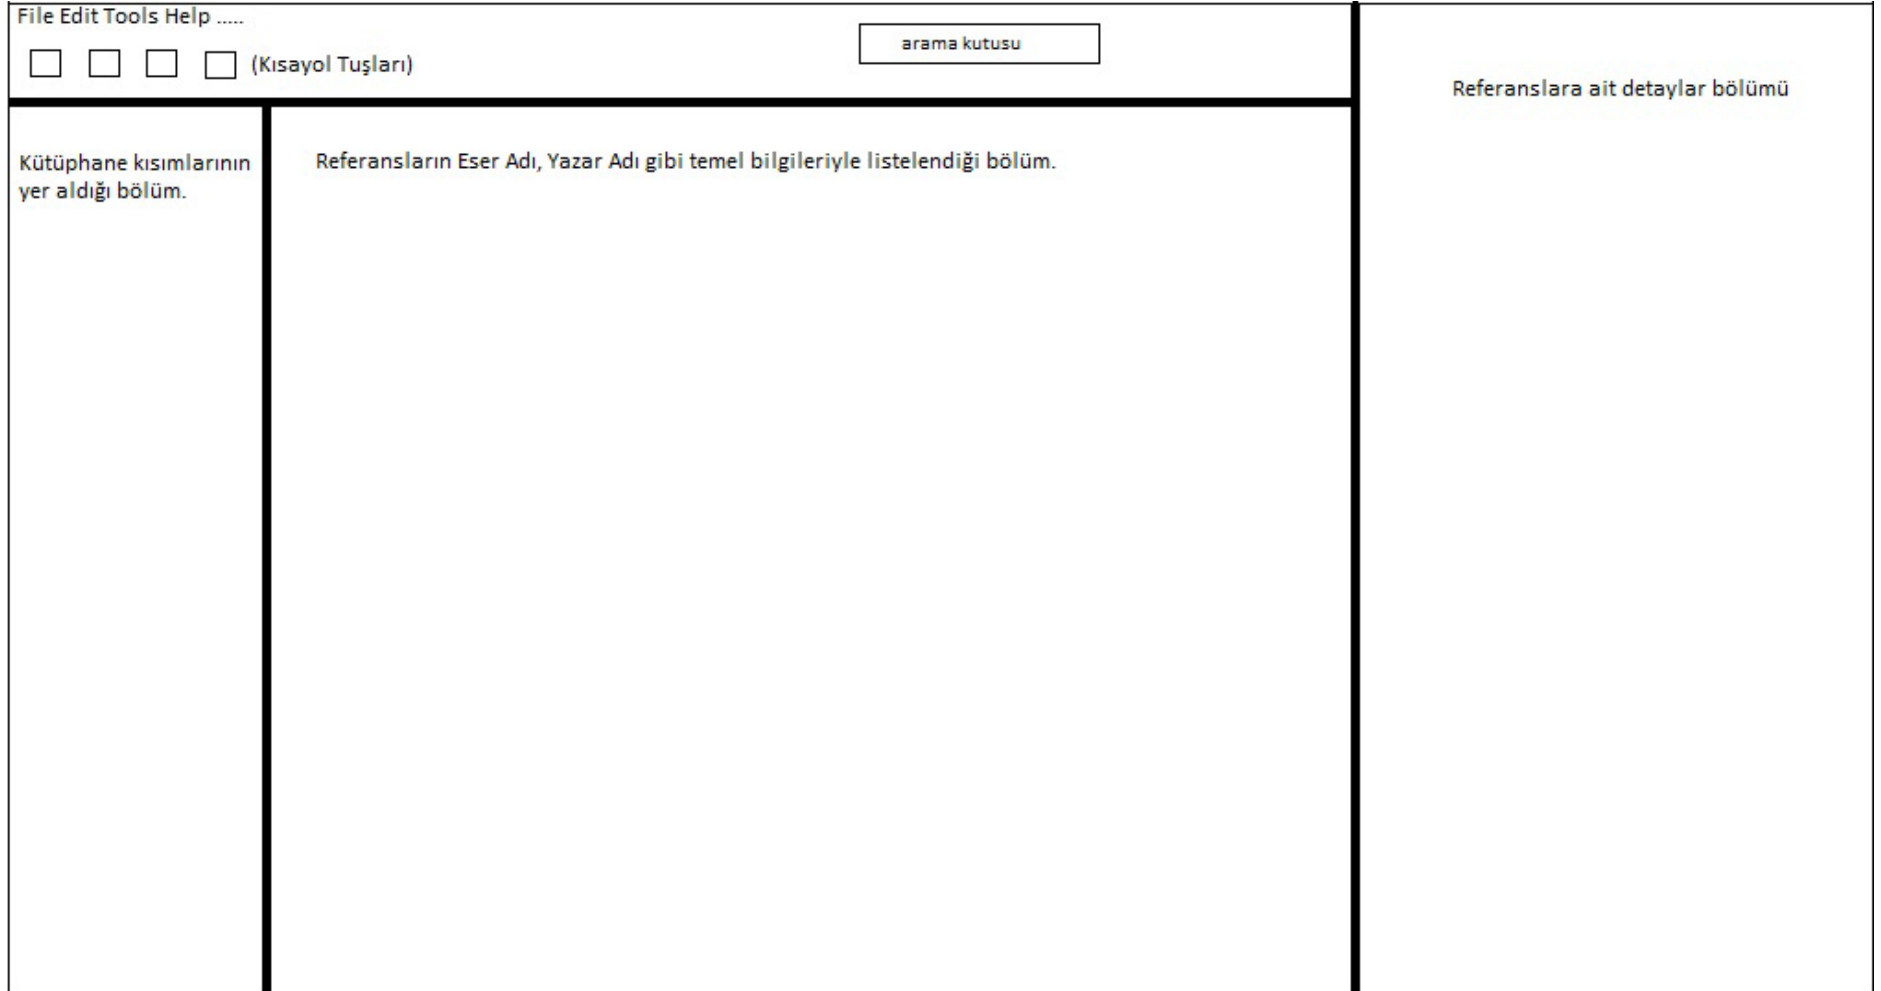 File Edit Tools Help .....
arama kutusu
(Kısayol Tuşları)
Referanslara ait detaylar bölümü
Kütüphane kısımlarının
yer aldığı bölüm.
Referansların Eser Adı, Yazar Adı gibi temel bilgileriyle listelendiği bölüm.